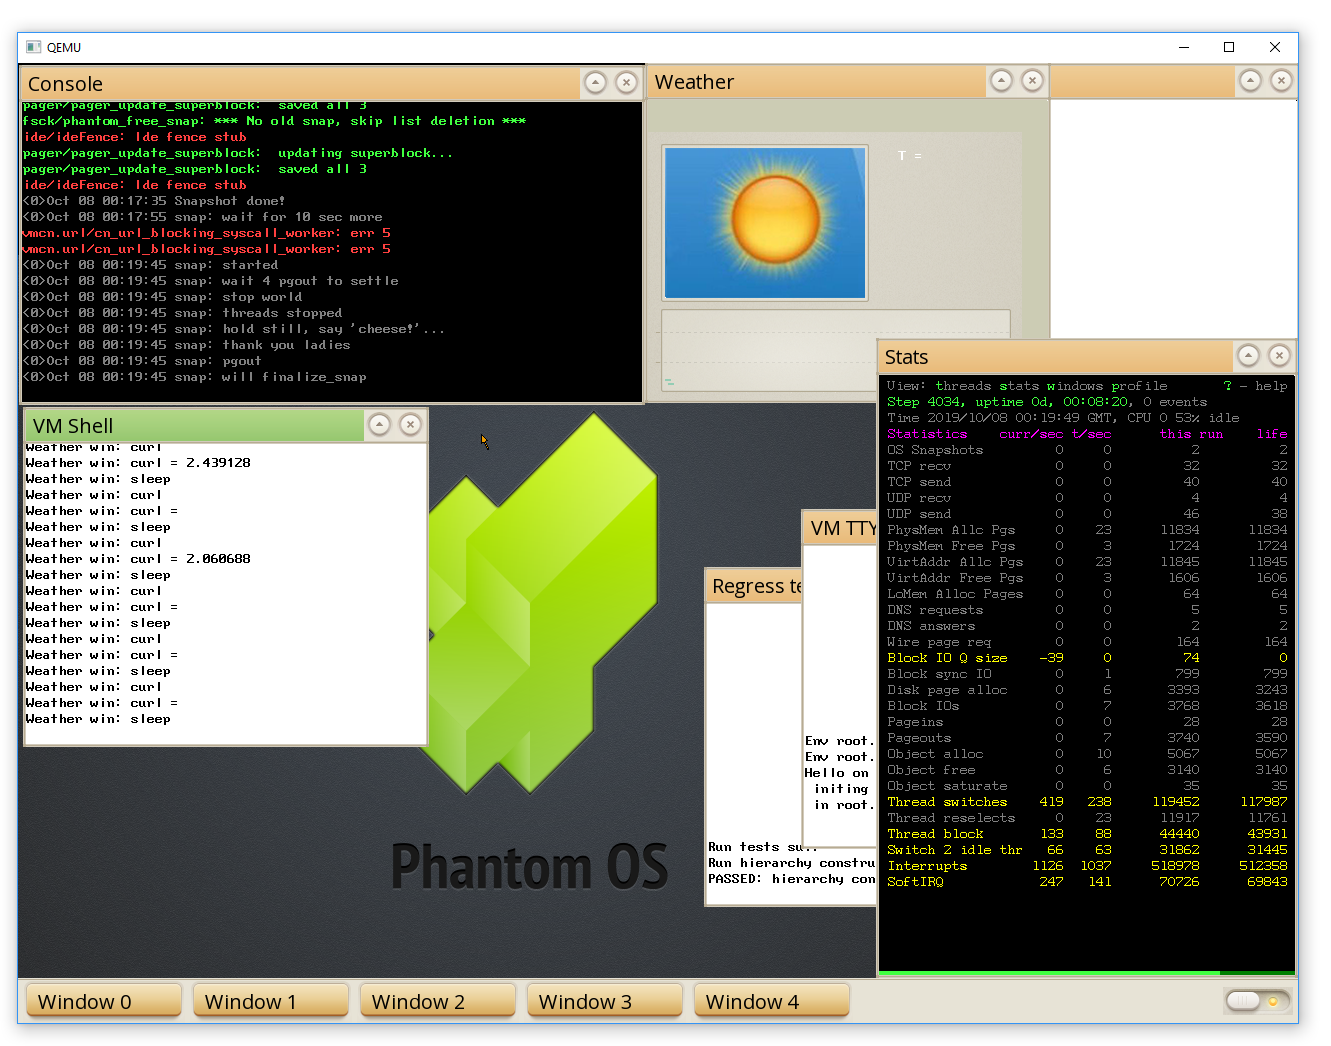 QEMU
Console
pager/pager_update_superblock:  saved all 3
fsck/phantom_free_snap: *** No old snap, skip list deletion ***
ide/ideFence: Ide fence stub
pager/pager_update_superblock:  updating superblock...
pager/pager_update_superblock:  saved all 3
ide/ideFence: Ide fence stub
<0>Oct 08 00:17:35 Snapshot done!
<0>Oct 08 00:17:55 snap: wait for 10 sec more
vmcn.url/cn_url_blocking_syscall_worker: err 5
vmcn.url/cn_url_blocking_syscall_worker: err 5
<0>Oct 08 00:19:45 snap: started
<0>Oct 08 00:19:45 snap: wait 4 pgout to settle
<0>Oct 08 00:19:45 snap: stop world
<0>Oct 08 00:19:45 snap: threads stopped
<0>Oct 08 00:19:45 snap: hold still, say 'cheese!'...
<0>Oct 08 00:19:45 snap: thank you ladies
<0>Oct 08 00:19:45 snap: pgout
<0>Oct 08 00:19:45 snap: will finalize_snap
Weather
T =
VM Shell
Weather win: curl
Weather win: curl = 2.439128
Weather win: sleep
Weather win: curl
Weather win: curl =
Weather win: sleep
Weather win: curl
Weather win: curl = 2.060688
Weather win: sleep
Weather win: curl
Weather win: curl =
Weather win: sleep
Weather win: curl
Weather win: curl =
Weather win: sleep
Weather win: curl
Weather win: curl =
Weather win: sleep
Phantom OS
Regress te
Run tests su..
Run hierarchy constru
PASSED: hierarchy con
VM TTY
Env root.
Env root.
Hello on
initing
in root.
Stats
View: threads stats windows profile ? - help
Step 4034, uptime 0d, 00:08:20, 0 events
Time 2019/10/08 00:19:49 GMT, CPU 0 53% idle
Statistics curr/sec t/sec this run life
OS Snapshots 0 0 2 2
TCP recv 0 0 32 32
TCP send 0 0 40 40
UDP recv 0 0 4 4
UDP send 0 0 46 38
PhysMem Allc Pgs 0 23 11834 11834
PhysMem Free Pgs 0 3 1724 1724
VirtAddr Allc Pgs 0 23 11845 11845
VirtAddr Free Pgs 0 3 1606 1606
LoMem Alloc Pages 0 0 64 64
DNS requests 0 0 5 5
DNS answers 0 0 2 2
Wire page req 0 0 164 164
Block IO Q size -39 0 74 0
Block sync IO 0 1 799 799
Disk page alloc 0 6 3393 3243
Block IOs 0 7 3768 3618
Pageins 0 0 28 28
Pageouts 0 7 3740 3590
Object alloc 0 10 5067 5067
Object free 0 6 3140 3140
Object saturate 0 0 35 35
Thread switches 419 238 119452 117987
Thread reselects 0 23 11917 11761
Thread block 133 88 44440 43931
Switch 2 idle thr 66 63 31862 31445
Interrupts 1126 1037 518978 512358
SoftIRQ 247 141 70726 69843
Window 0
Window 1
Window 2
Window 3
Window 4